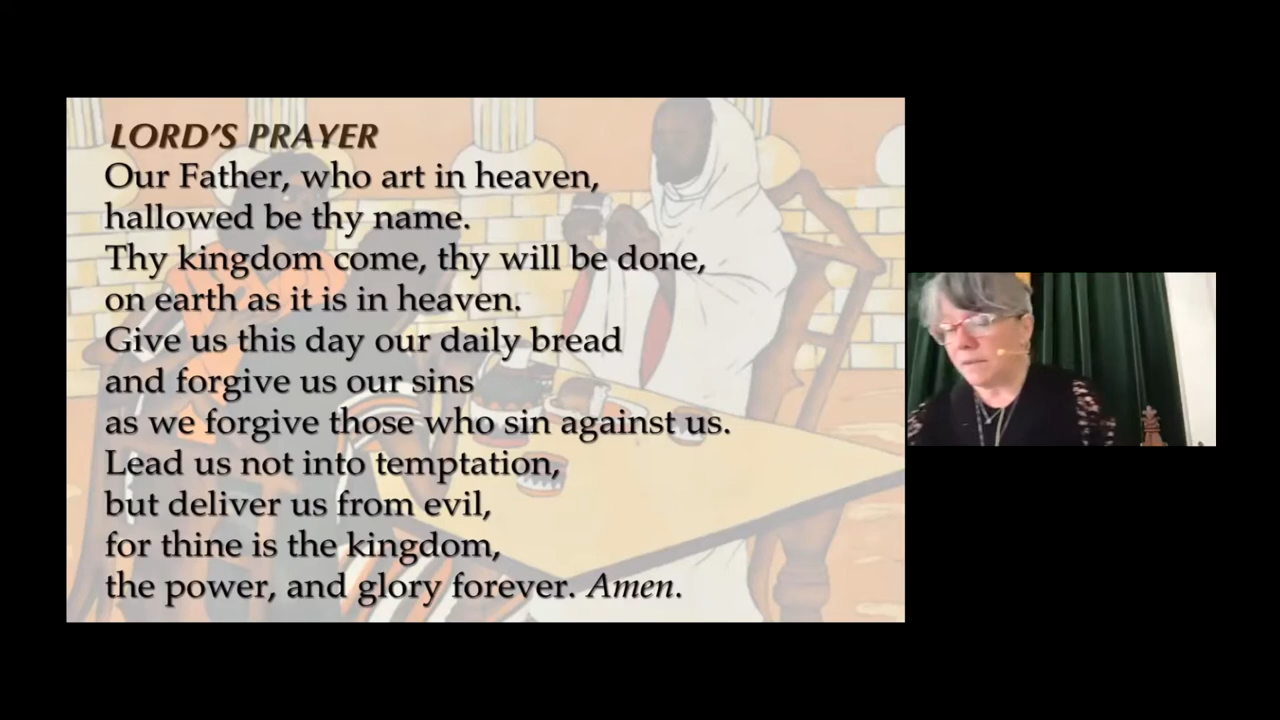 LORD'S PRAYER
Our Father, who art in heaven,
hallowed be thy name.
Thy kingdom come, thy will be done,
on earth as it is in heaven.
Give us this day our daily bread
and forgive us our sins
as we forgive those who sin against us.
Lead us not into temptation,
but deliver us from evil,
for thine is the kingdom,
the power, and glory forever. Amen.